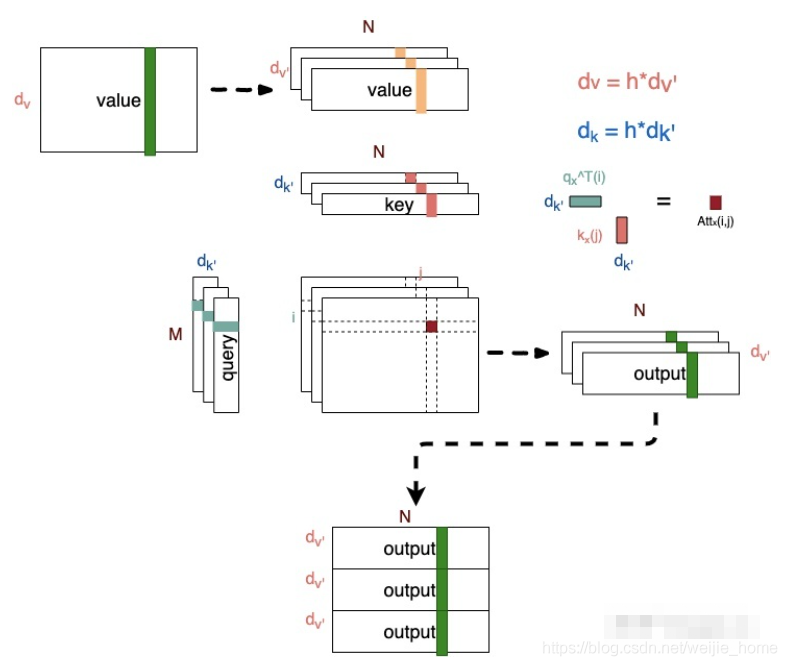 N
dv
value
dv'
value
dv = h*dv'
dk = h*dk'
N
dk'
key
qx^T(i)
dk'
=
Attx(i,j)
kx(j)
dk'
dk'
M
query
j
i
N
output
dv'
N
dv'
output
dv'
output
dv'
output
https://blog.csdn.net/weijie_home